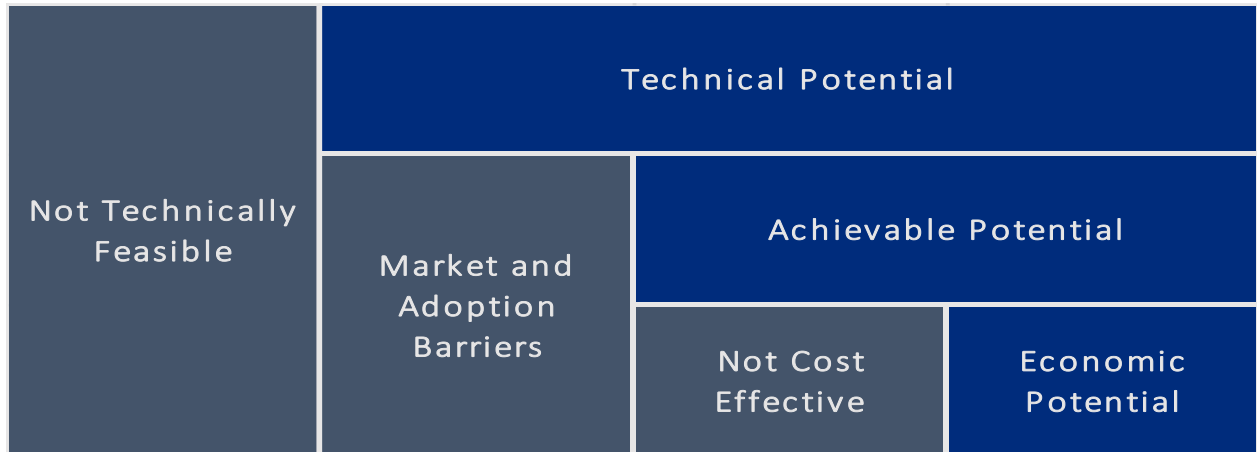 Technical Potential
Not Technically
Feasible
Achievable Potential
Market and
Adoption
Barriers
Not Cost
Effective
Economic
Potential